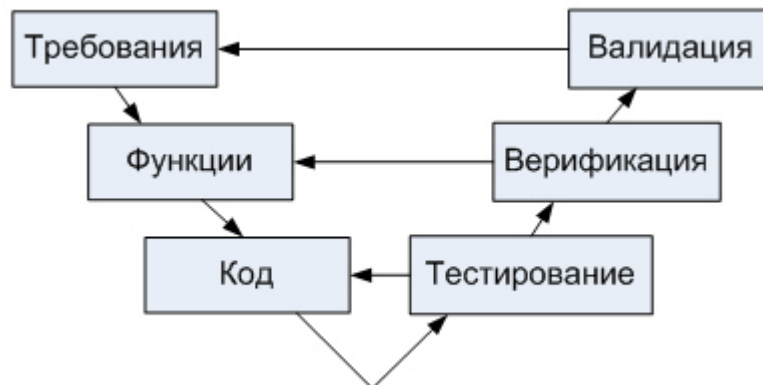 Требования
Валидация
Функции
Верификация
Код
Тестирование